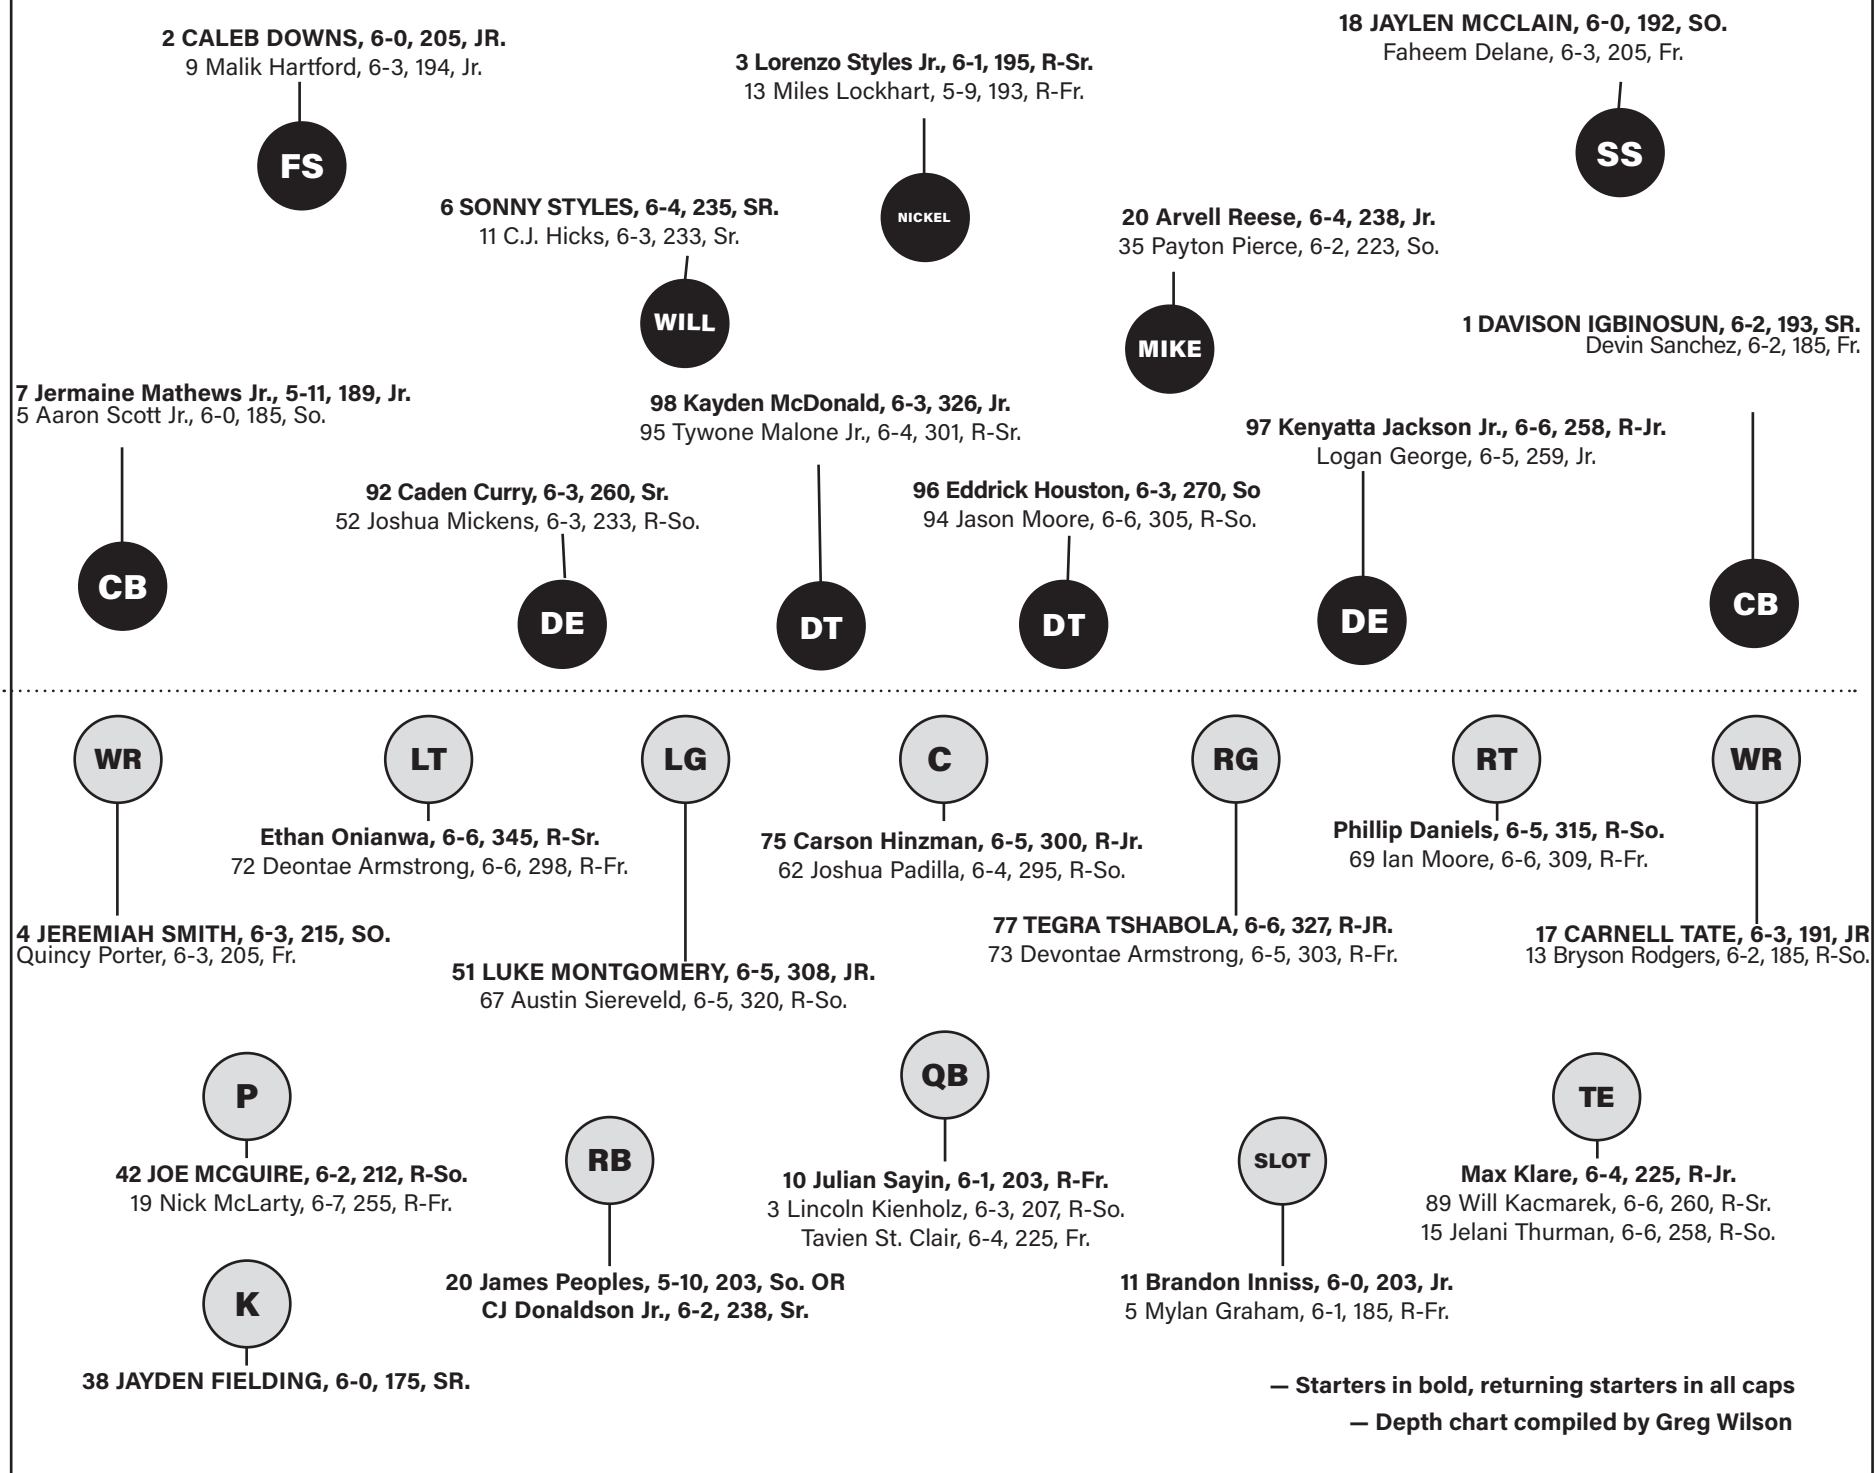 2 CALEB DOWNS, 6-0, 205, JR.
9 Malik Hartford, 6-3, 194, Jr.
FS
3 Lorenzo Styles Jr., 6-1, 195, R-Sr.
13 Miles Lockhart, 5-9, 193, R-Fr.
NICKEL
18 JAYLEN MCCLAIN, 6-0, 192, SO.
Faheem Delane, 6-3, 205, Fr.
SS
6 SONNY STYLES, 6-4, 235, SR.
11 C.J. Hicks, 6-3, 233, Sr.
WILL
20 Arvell Reese, 6-4, 238, Jr.
35 Payton Pierce, 6-2, 223, So.
MIKE
1 DAVISON IGBINOSUN, 6-2, 193, SR.
Devin Sanchez, 6-2, 185, Fr.
7 Jermaine Mathews Jr., 5-11, 189, Jr.
5 Aaron Scott Jr., 6-0, 185, So.
CB
92 Caden Curry, 6-3, 260, Sr.
52 Joshua Mickens, 6-3, 233, R-So.
DE
98 Kayden McDonald, 6-3, 326, Jr.
95 Tywone Malone Jr., 6-4, 301, R-Sr.
DT
96 Eddrick Houston, 6-3, 270, So
94 Jason Moore, 6-6, 305, R-So.
DT
97 Kenyatta Jackson Jr., 6-6, 258, R-Jr.
Logan George, 6-5, 259, Jr.
DE
CB
WR
LT
LG
C
RG
RT
WR
Ethan Onianwa, 6-6, 345, R-Sr.
72 Deontae Armstrong, 6-6, 298, R-Fr.
75 Carson Hinzman, 6-5, 300, R-Jr.
62 Joshua Padilla, 6-4, 295, R-So.
Phillip Daniels, 6-5, 315, R-So.
69 Ian Moore, 6-6, 309, R-Fr.
4 JEREMIAH SMITH, 6-3, 215, SO.
Quincy Porter, 6-3, 205, Fr.
51 LUKE MONTGOMERY, 6-5, 308, JR.
67 Austin Siereveld, 6-5, 320, R-So.
77 TEGRA TSHABOLA, 6-6, 327, R-JR.
73 Devontae Armstrong, 6-5, 303, R-Fr.
17 CARNELL TATE, 6-3, 191, JR
13 Bryson Rodgers, 6-2, 185, R-So.
P
42 JOE MCGUIRE, 6-2, 212, R-So.
19 Nick McLarty, 6-7, 255, R-Fr.
K
38 JAYDEN FIELDING, 6-0, 175, SR.
RB
20 James Peoples, 5-10, 203, So. OR
CJ Donaldson Jr., 6-2, 238, Sr.
QB
10 Julian Sayin, 6-1, 203, R-Fr.
3 Lincoln Kienholz, 6-3, 207, R-So.
Tavien St. Clair, 6-4, 225, Fr.
SLOT
11 Brandon Inniss, 6-0, 203, Jr.
5 Mylan Graham, 6-1, 185, R-Fr.
TE
Max Klare, 6-4, 225, R-Jr.
89 Will Kacmarek, 6-6, 260, R-Sr.
15 Jelani Thurman, 6-6, 258, R-So.
— Starters in bold, returning starters in all caps
— Depth chart compiled by Greg Wilson